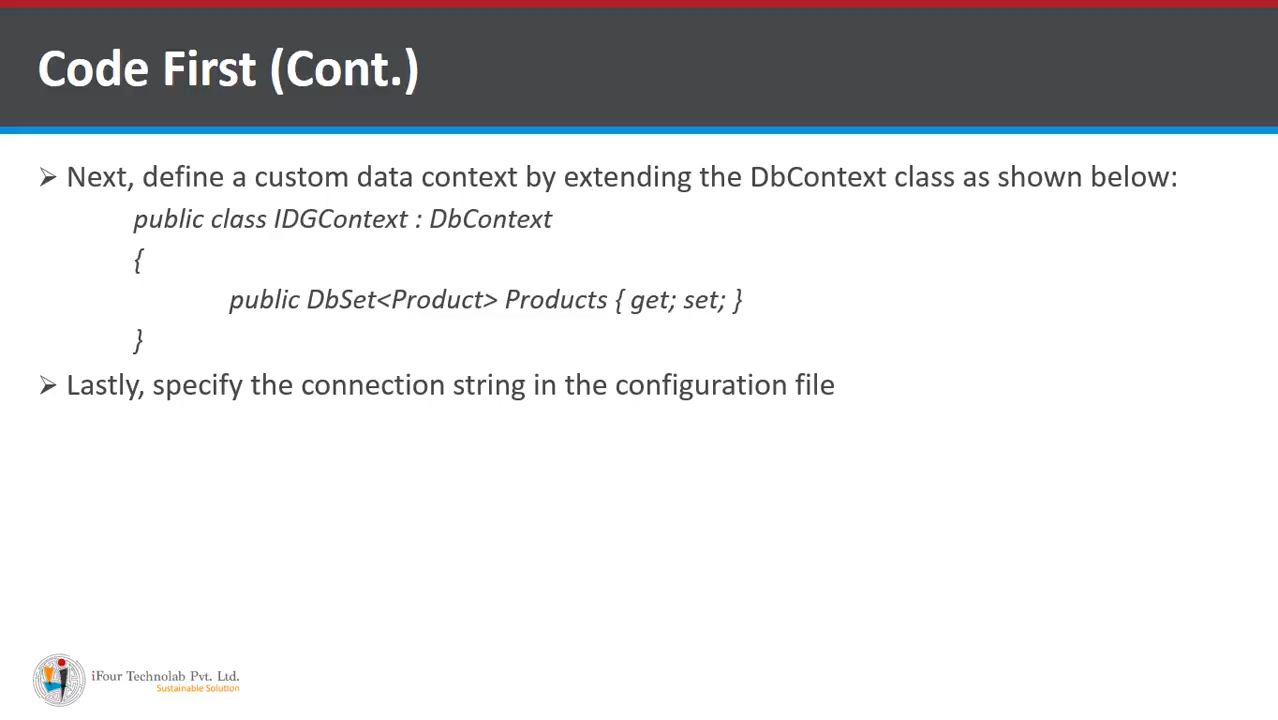 Code First (Cont.)
➢ Next, define a custom data context by extending the DbContext class as shown below:
public class IDGContext : DbContext
{
public DbSet<Product> Products { get; set; }
}
➢ Lastly, specify the connection string in the configuration file
iFour Technolab Pvt. Ltd.
Sustainable Solution